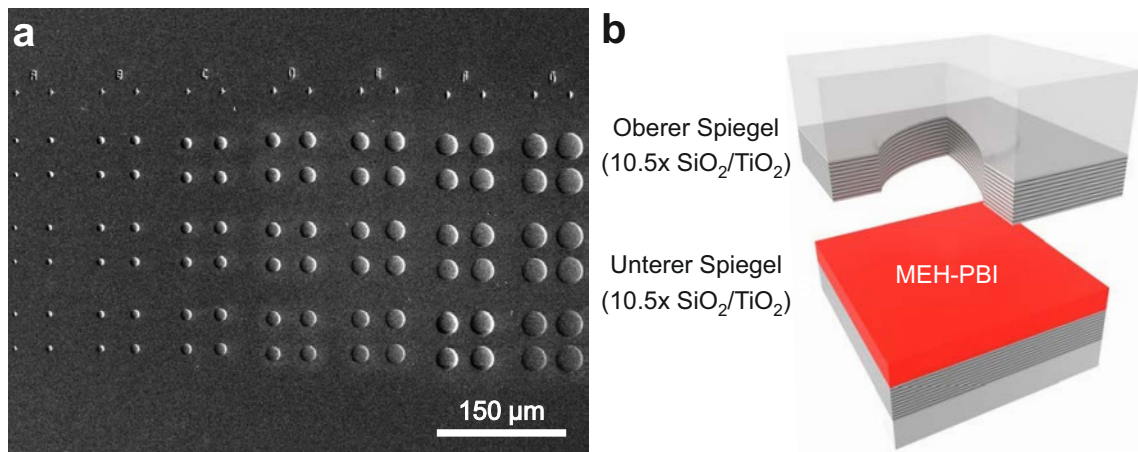 a
A B C D
150 µm
b
Oberer Spiegel
(10.5x SiO₂/TiO₂)
Unterer Spiegel
(10.5x SiO₂/TiO₂)
MEH-PBI